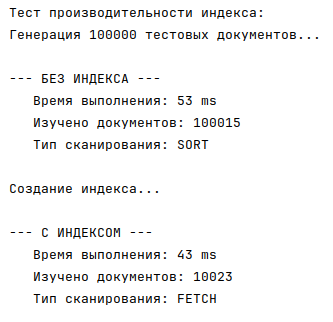 Тест производительности индекса:
Генерация 100000 тестовых документов...
--- БЕЗ ИНДЕКСА ---
Время выполнения: 53 ms
Изучено документов: 100015
Тип сканирования: SORT
Создание индекса...
--- С ИНДЕКСОМ ---
Время выполнения: 43 ms
Изучено документов: 10023
Тип сканирования: FETCH